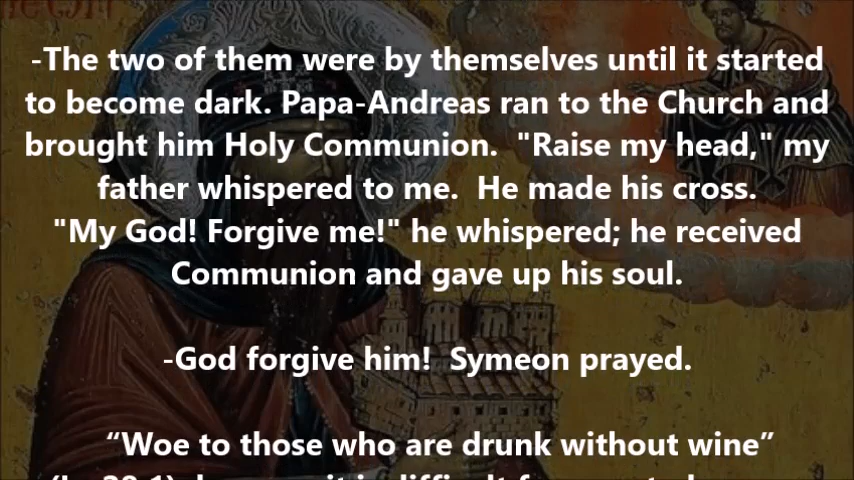 -The two of them were by themselves until it started
to become dark. Papa-Andreas ran to the Church and
brought him Holy Communion.  "Raise my head," my
father whispered to me.  He made his cross.
"My God! Forgive me!" he whispered; he received
Communion and gave up his soul.
-God forgive him!  Symeon prayed.
“Woe to those who are drunk without wine”